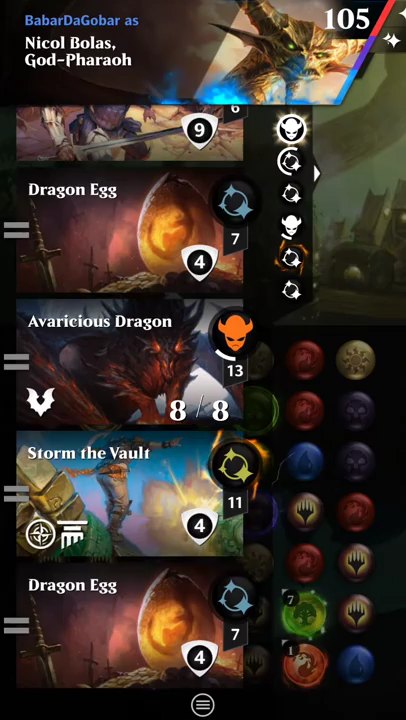 BabarDaGobar as
Nicol Bolas,
God-Pharaoh
105
6
9
Dragon Egg
7
4
Avaricious Dragon
13
8 / 8
Storm the Vault
11
4
Dragon Egg
7
4
7
1